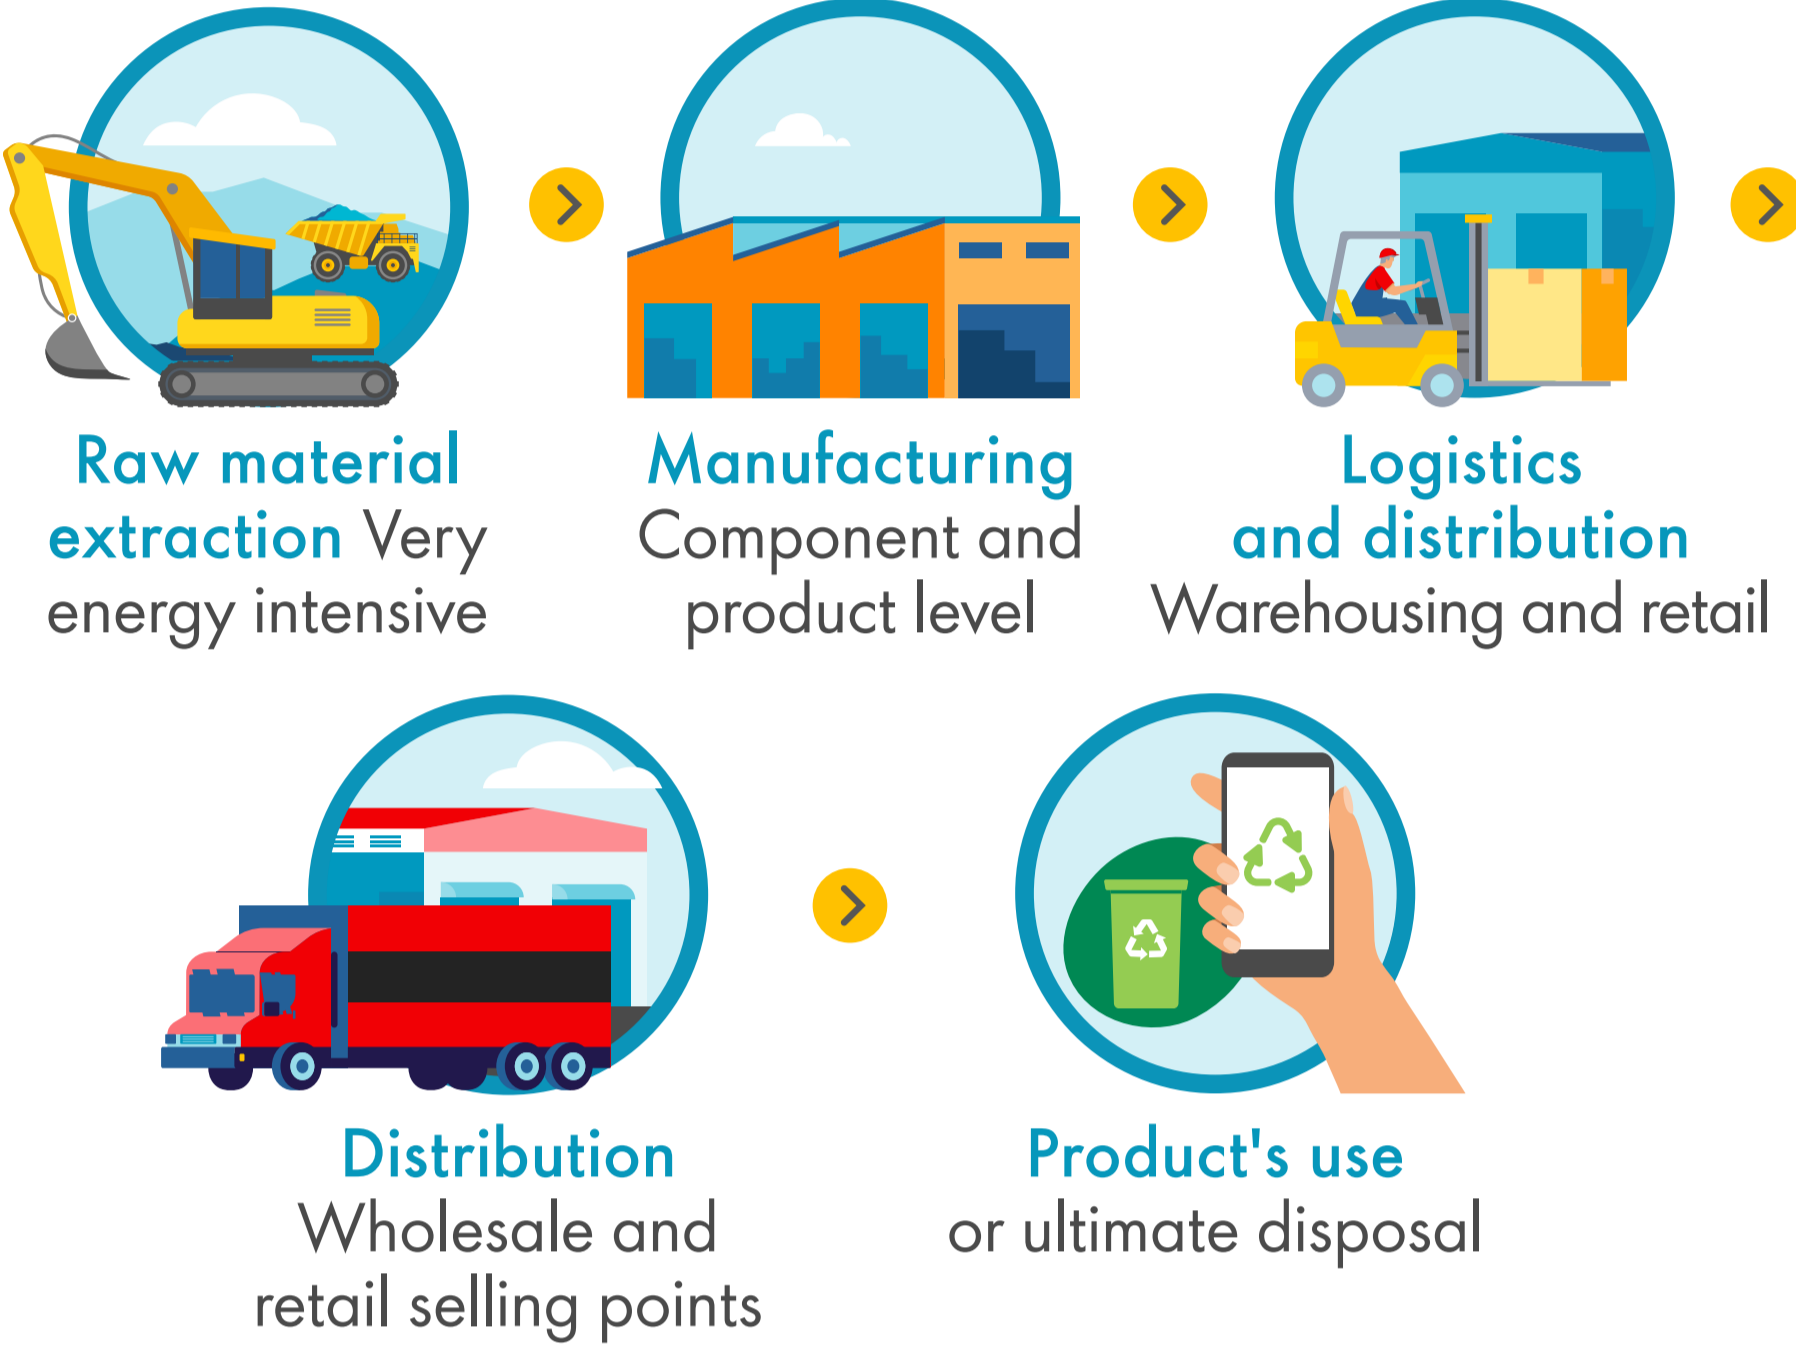 Raw material
extraction Very
energy intensive
Manufacturing
Component and
product level
Logistics
and distribution
Warehousing and retail
Distribution
Wholesale and
retail selling points
Product's use
or ultimate disposal